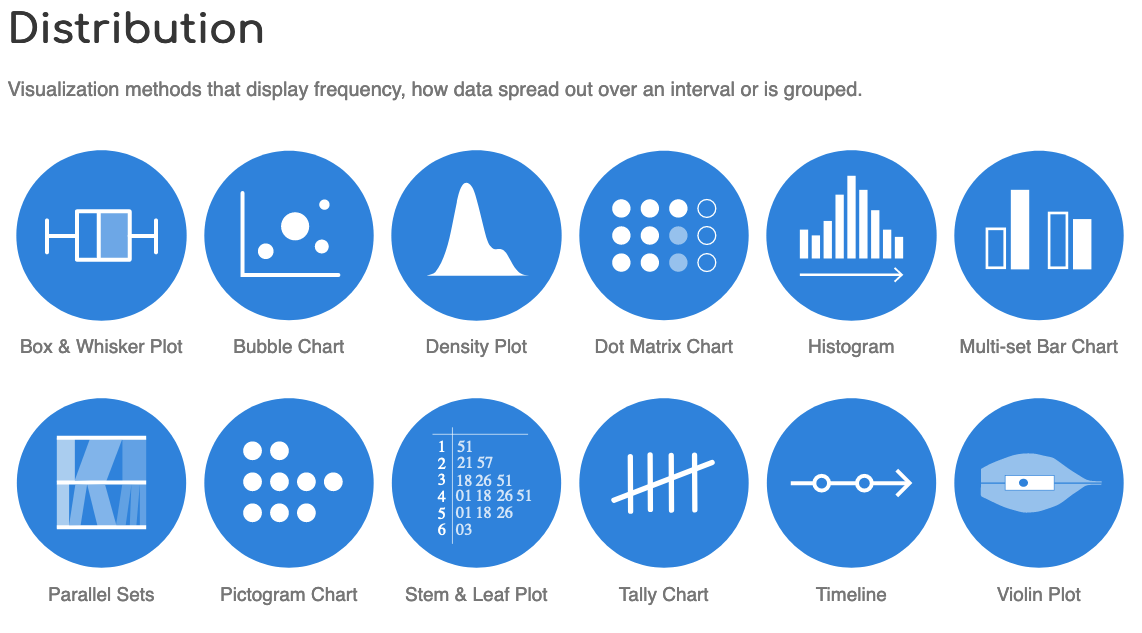 Distribution
Visualization methods that display frequency, how data spread out over an interval or is grouped.
Box & Whisker Plot
Bubble Chart
Density Plot
Dot Matrix Chart
Histogram
Multi-set Bar Chart
1 51
2 21 57
3 18 26 51
4 01 18 26 51
5 01 18 26
6 03
Parallel Sets
Pictogram Chart
Stem & Leaf Plot
Tally Chart
Timeline
Violin Plot